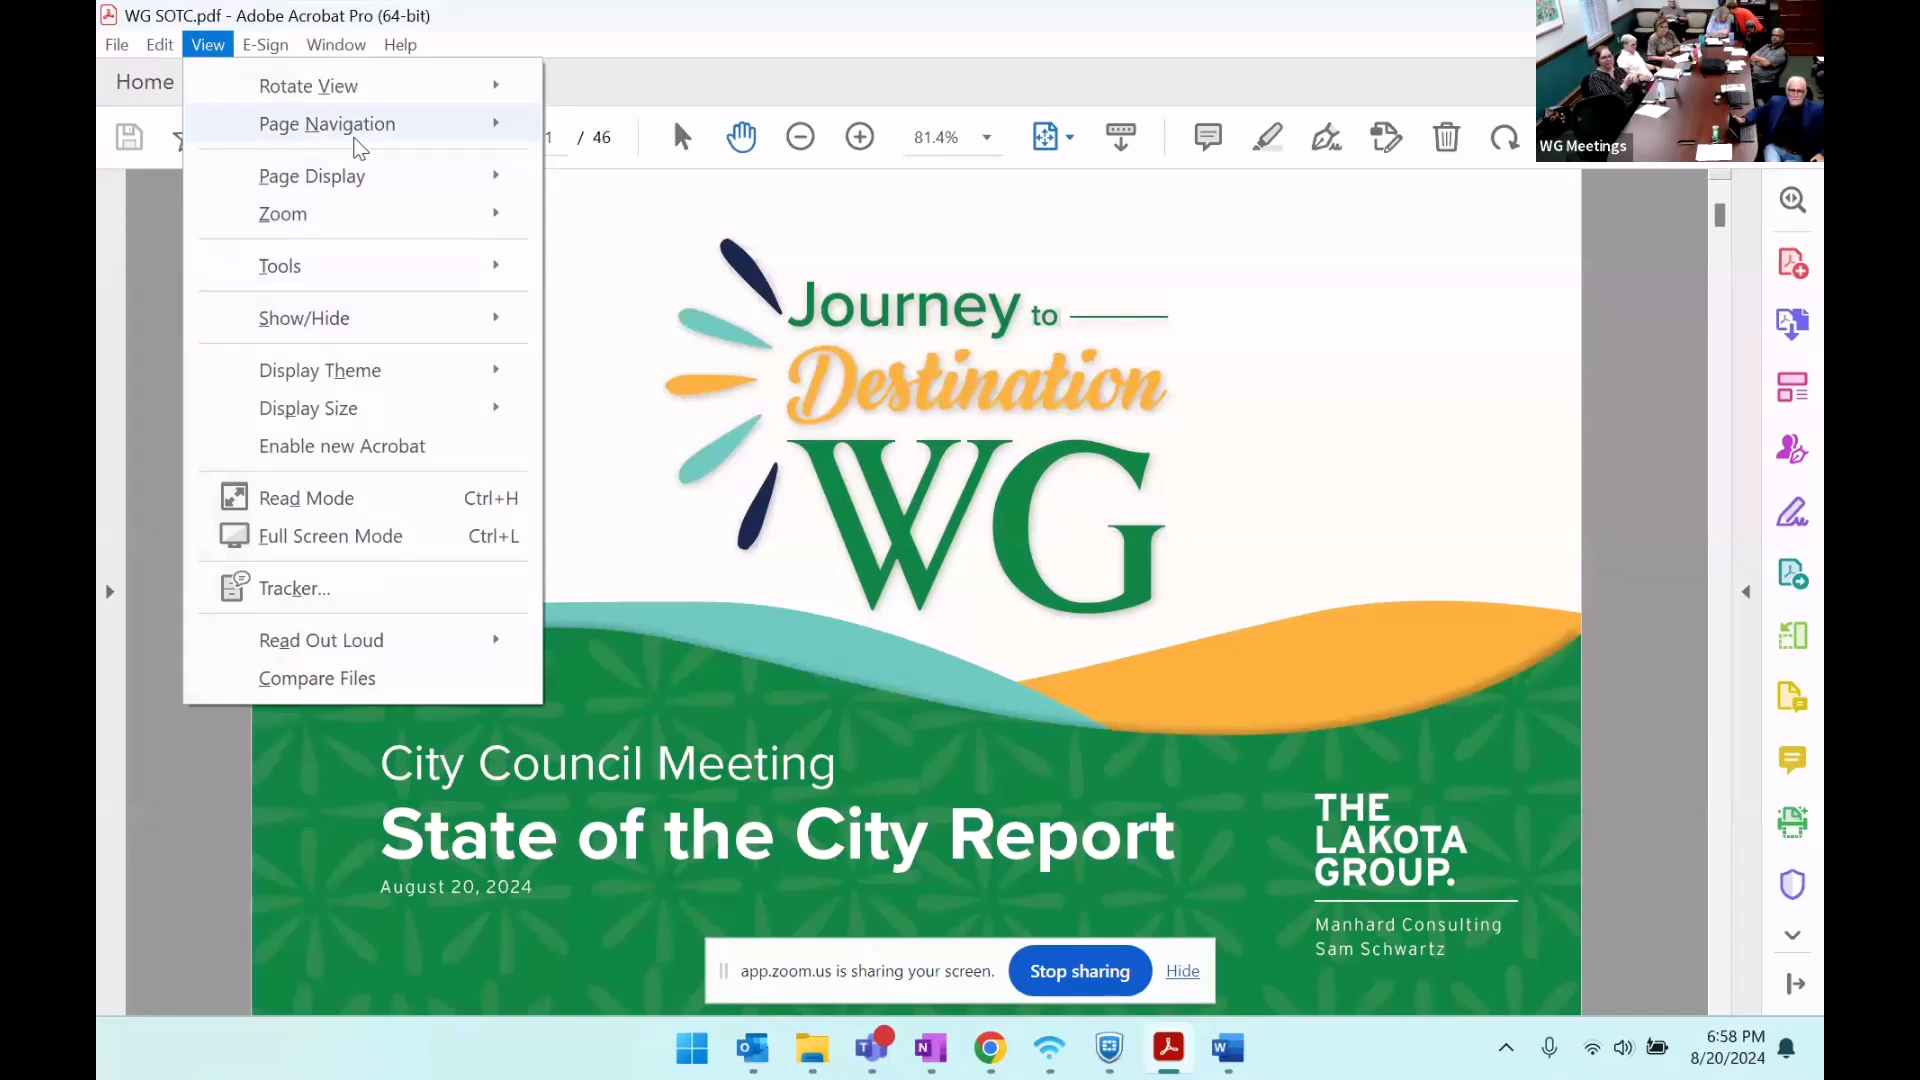 WG SOTC.pdf - Adobe Acrobat Pro (64-bit)
File Edit View E-Sign Window Help
Home
Rotate View
Page Navigation
Page Display
Zoom
Tools
Show/Hide
Display Theme
Display Size
Enable new Acrobat
Read Mode Ctrl+H
Full Screen Mode Ctrl+L
Tracker...
Read Out Loud
Compare Files
1 / 46
81.4%
WG Meetings
Journey to
Destination
WG
City Council Meeting
State of the City Report
August 20, 2024
THE
LAKOTA
GROUP.
Manhard Consulting
Sam Schwartz
app.zoom.us is sharing your screen.
Stop sharing
Hide
6:58 PM
8/20/2024